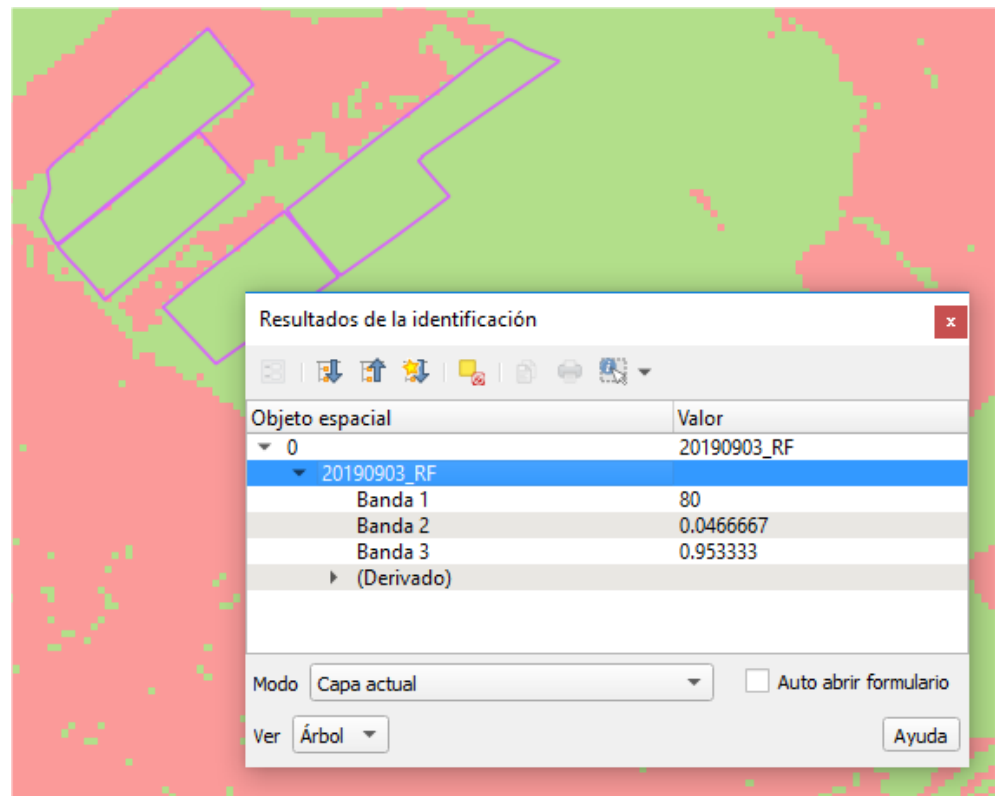 Resultados de la identificación
x
Objeto espacial Valor
0 20190903_RF
20190903_RF
Banda 1 80
Banda 2 0.0466667
Banda 3 0.953333
(Derivado)
Modo Capa actual Auto abrir formulario
Ver Árbol Ayuda